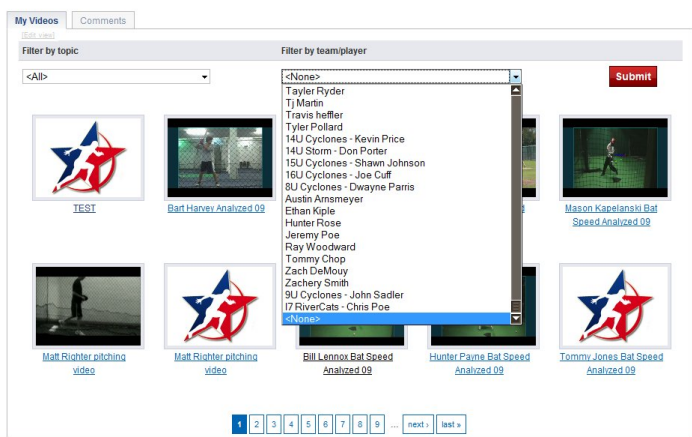 My Videos
Comments
[Edit view]
Filter by topic
Filter by team/player
<All>
<None>
Submit
Tayler Ryder
Tj Martin
Travis heffler
Tyler Pollard
14U Cyclones - Kevin Price
14U Storm - Don Porter
15U Cyclones - Shawn Johnson
16U Cyclones - Joe Cuff
8U Cyclones - Dwayne Parris
Austin Arnsmeyer
Ethan Kiple
Hunter Rose
Jeremy Poe
Ray Woodward
Tommy Chop
Zach DeMouy
Zachery Smith
9U Cyclones - John Sadler
I7 RiverCats - Chris Poe
<None>
TEST
Bart Harvey Analyzed 09
Mason Kapelanski Bat
Speed Analyzed 09
Matt Righter pitching
video
Matt Righter pitching
video
Bill Lennox Bat Speed
Analyzed 09
Hunter Payne Bat Speed
Analyzed 09
Tommy Jones Bat Speed
Analyzed 09
1 2 3 4 5 6 7 8 9 ... next › last »